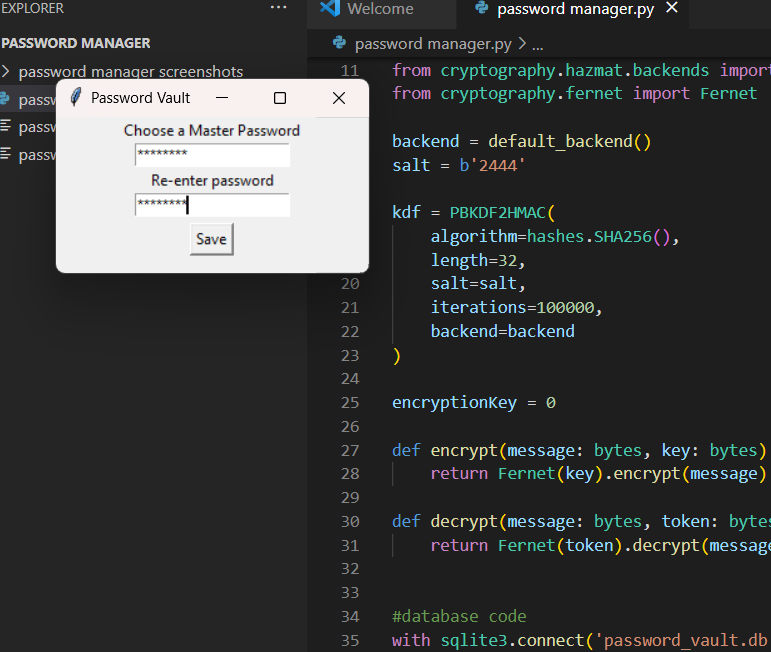 EXPLORER
...
PASSWORD MANAGER
password manager screenshots
passw
passw
passw
Password Vault
Choose a Master Password
********
Re-enter password
********
Save
Welcome
password manager.py
password manager.py > ...
11 from cryptography.hazmat.backends import
from cryptography.fernet import Fernet
backend = default_backend()
salt = b'2444'
kdf = PBKDF2HMAC(
algorithm=hashes.SHA256(),
length=32,
20 salt=salt,
21 iterations=100000,
22 backend=backend
23 )
24
25 encryptionKey = 0
26
27 def encrypt(message: bytes, key: bytes)
28 return Fernet(key).encrypt(message)
29
30 def decrypt(message: bytes, token: bytes
31 return Fernet(token).decrypt(message
32
33
34 #database code
35 with sqlite3.connect('password_vault.db